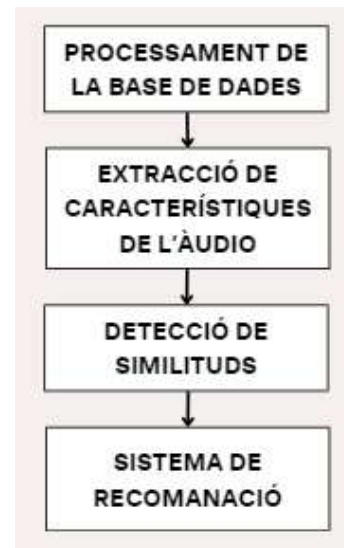 PROCESSAMENT DE
LA BASE DE DADES
EXTRACCIÓ DE
CARACTERÍSTIQUES
DE L'ÀUDIO
DETECCIÓ DE
SIMILITUDS
SISTEMA DE
RECOMANACIÓ